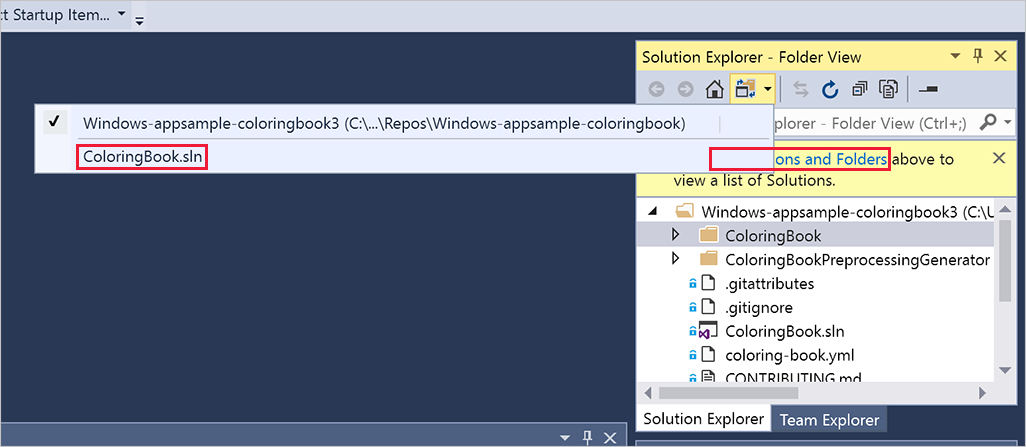 ct Startup Item...
Solution Explorer - Folder View
Windows-appsample-coloringbook3 (C:\...\Repos\Windows-appsample-coloringbook)
plorer - Folder View (Ctrl+;)
ColoringBook.sln
ons and Folders above to
view a list of Solutions.
Windows-appsample-coloringbook3 (C:\U
ColoringBook
ColoringBookPreprocessingGenerator
.gitattributes
.gitignore
ColoringBook.sln
coloring-book.yml
CONTRIBUTING.md
Solution Explorer
Team Explorer